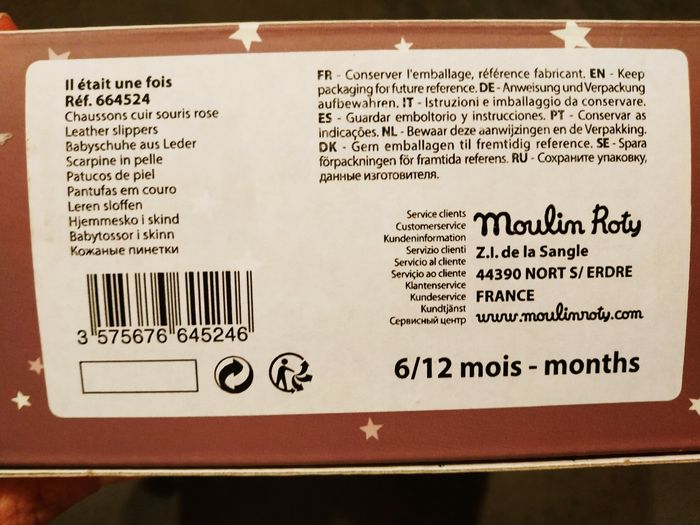 Il était une fois
Réf. 664524
Chaussons cuir souris rose
Leather slippers
Babyschuhe aus Leder
Scarpine in pelle
Patucos de piel
Pantufas em couro
Leren sloffen
Hjemmesko i skind
Babytossor i skinn
Кожаные пинетки
3 575676 645246
FR - Conserver l'emballage, référence fabricant. EN - Keep
packaging for future reference. DE - Anweisung und Verpackung
aufbewahren. IT - Istruzioni e imballaggio da conservare.
ES - Guardar emboltorio y instrucciones. PT - Conservar as
indicações. NL - Bewaar deze aanwijzingen en de Verpakking.
DK - Gern emballagen til fremtidig reference. SE - Spara
förpackningen för framtida referens. RU - Сохраните упаковку,
данные изготовителя.
Service clients
Customerservice
Kundeninformation
Servizio clienti
Servicio al cliente
Serviçio ao cliente
Klantenservice
Kundeservice
Kundtjänst
Сервисный центр
Moulin Roty
Z.I. de la Sangle
44390 NORT S/ ERDRE
FRANCE
www.moulinroty.com
6/12 mois - months